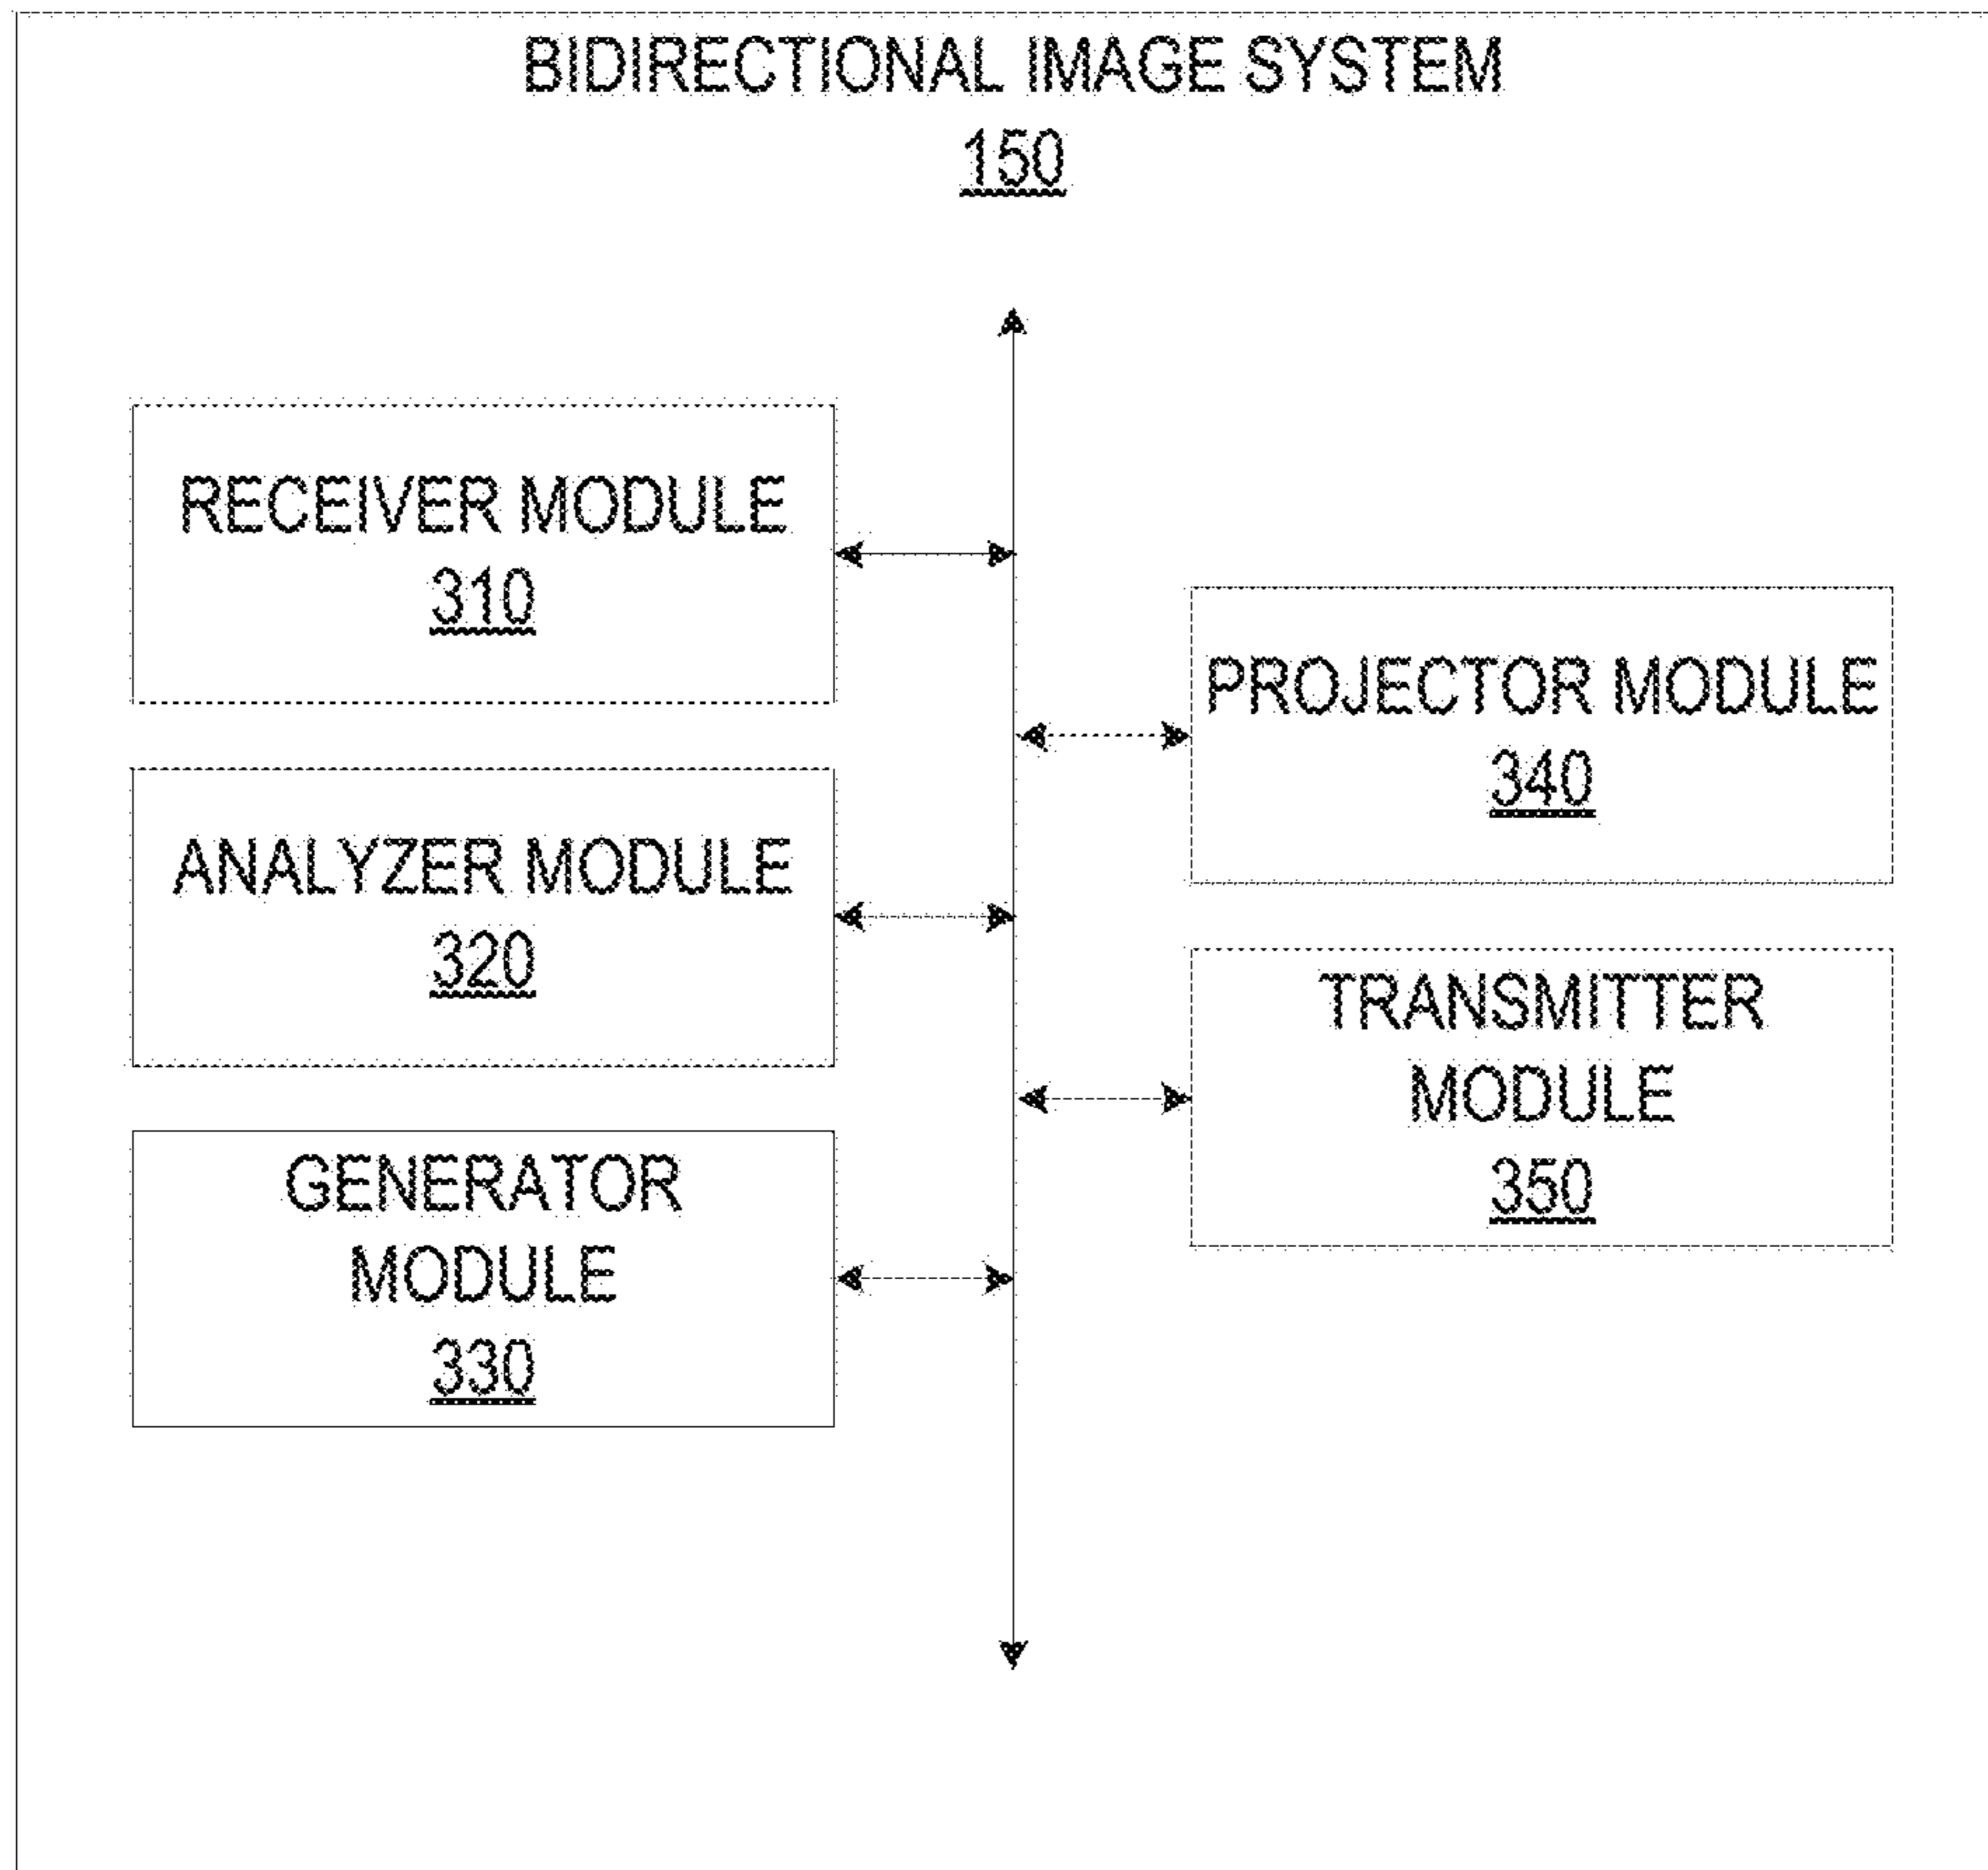 BIDIRECTIONAL IMAGE SYSTEM
150
RECEIVER MODULE
310
ANALYZER MODULE
320
GENERATOR
MODULE
330
PROJECTOR MODULE
340
TRANSMITTER
MODULE
350